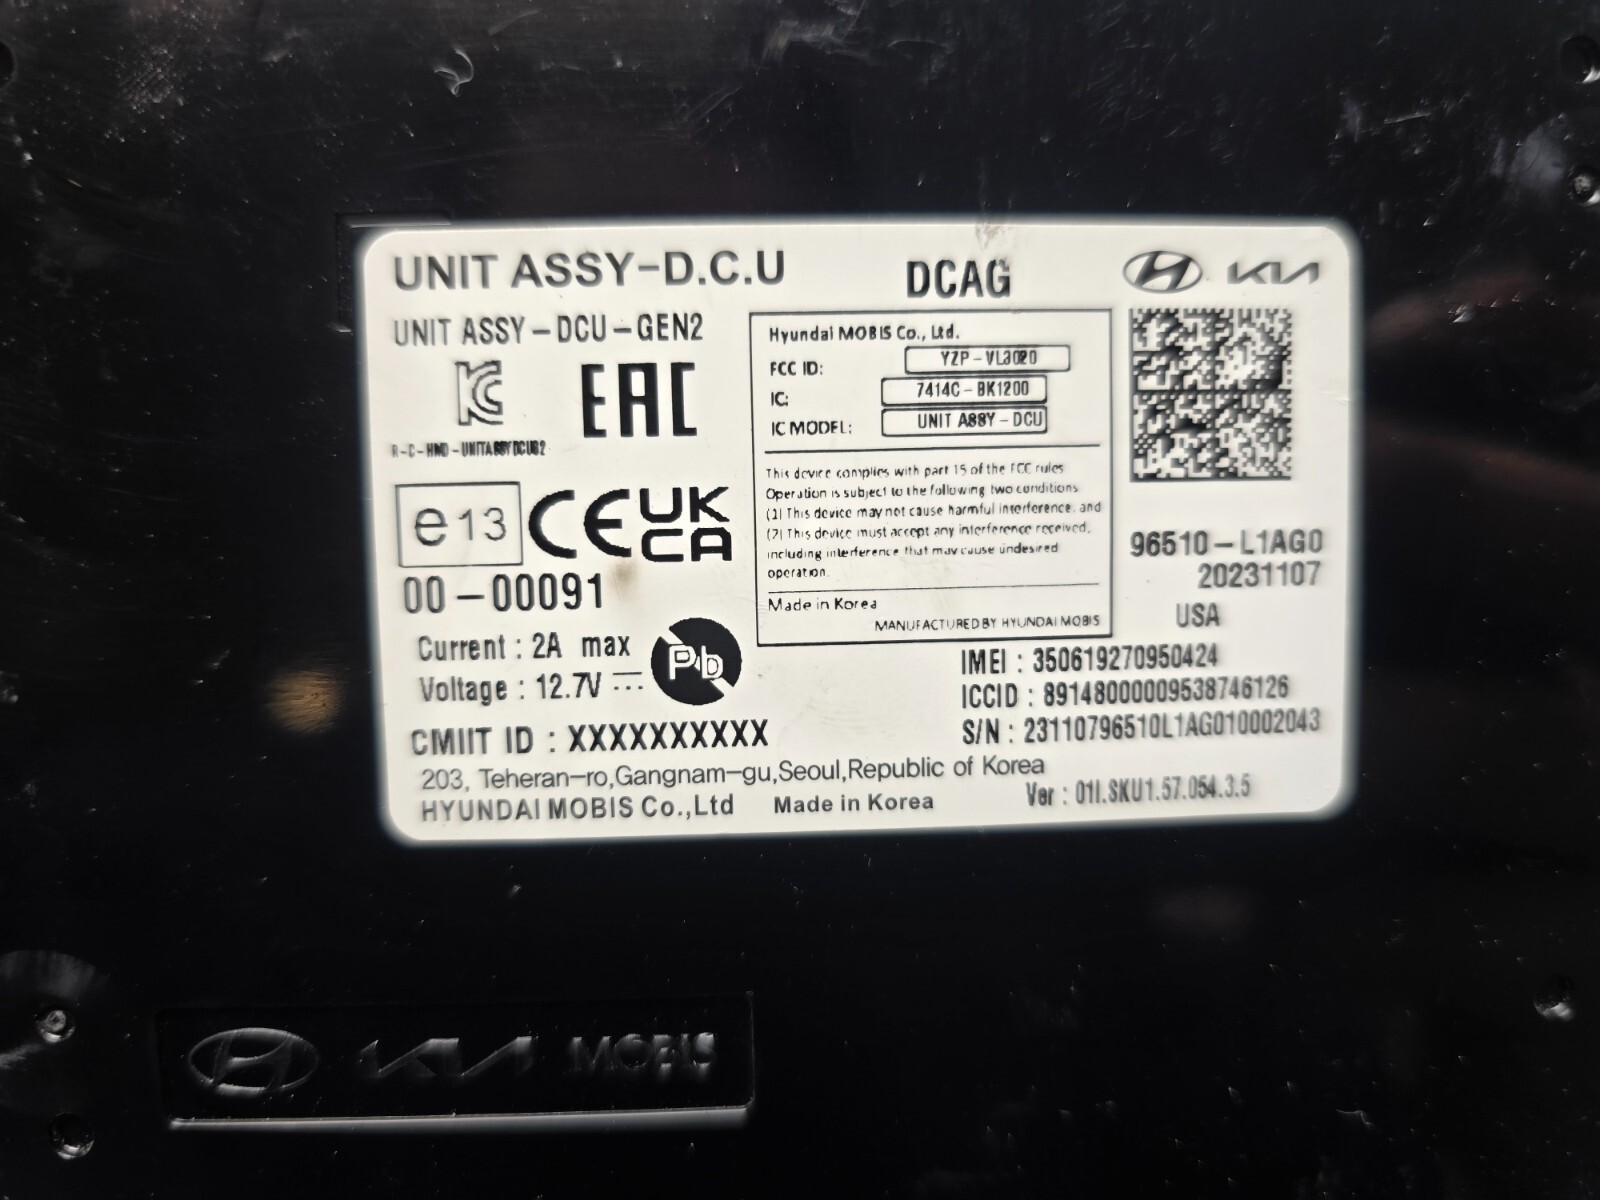 UNIT ASSY-D.C.U
DCAG
KIA
UNIT ASSY-DCU-GEN2
EAC
R-C-HMD-UNITASSYDCUG2
e13
CE UK CA
00-00091
Current : 2A max
Voltage : 12.7V
Pb
CMIIT ID : XXXXXXXXXX
203, Teheran-ro,Gangnam-gu,Seoul,Republic of Korea
HYUNDAI MOBIS Co.,Ltd Made in Korea
Hyundai MOBIS Co., Ltd.
FCC ID: YZP-VL3020
IC: 7414C-BK1200
IC MODEL: UNIT ASSY-DCU
This device complies with part 15 of the FCC rules
Operation is subject to the following two conditions
(1) This device may not cause harmful interference, and
(2) This device must accept any interference received,
including interference that may cause undesired
operation.
Made in Korea
MANUFACTURED BY HYUNDAI MOBIS
96510-L1AG0
20231107
USA
IMEI : 350619270950424
ICCID : 89148000009538746126
S/N : 23110796510L1AG010002043
Ver : 01I.SKU1.57.054.3.5
KIA MOBIS